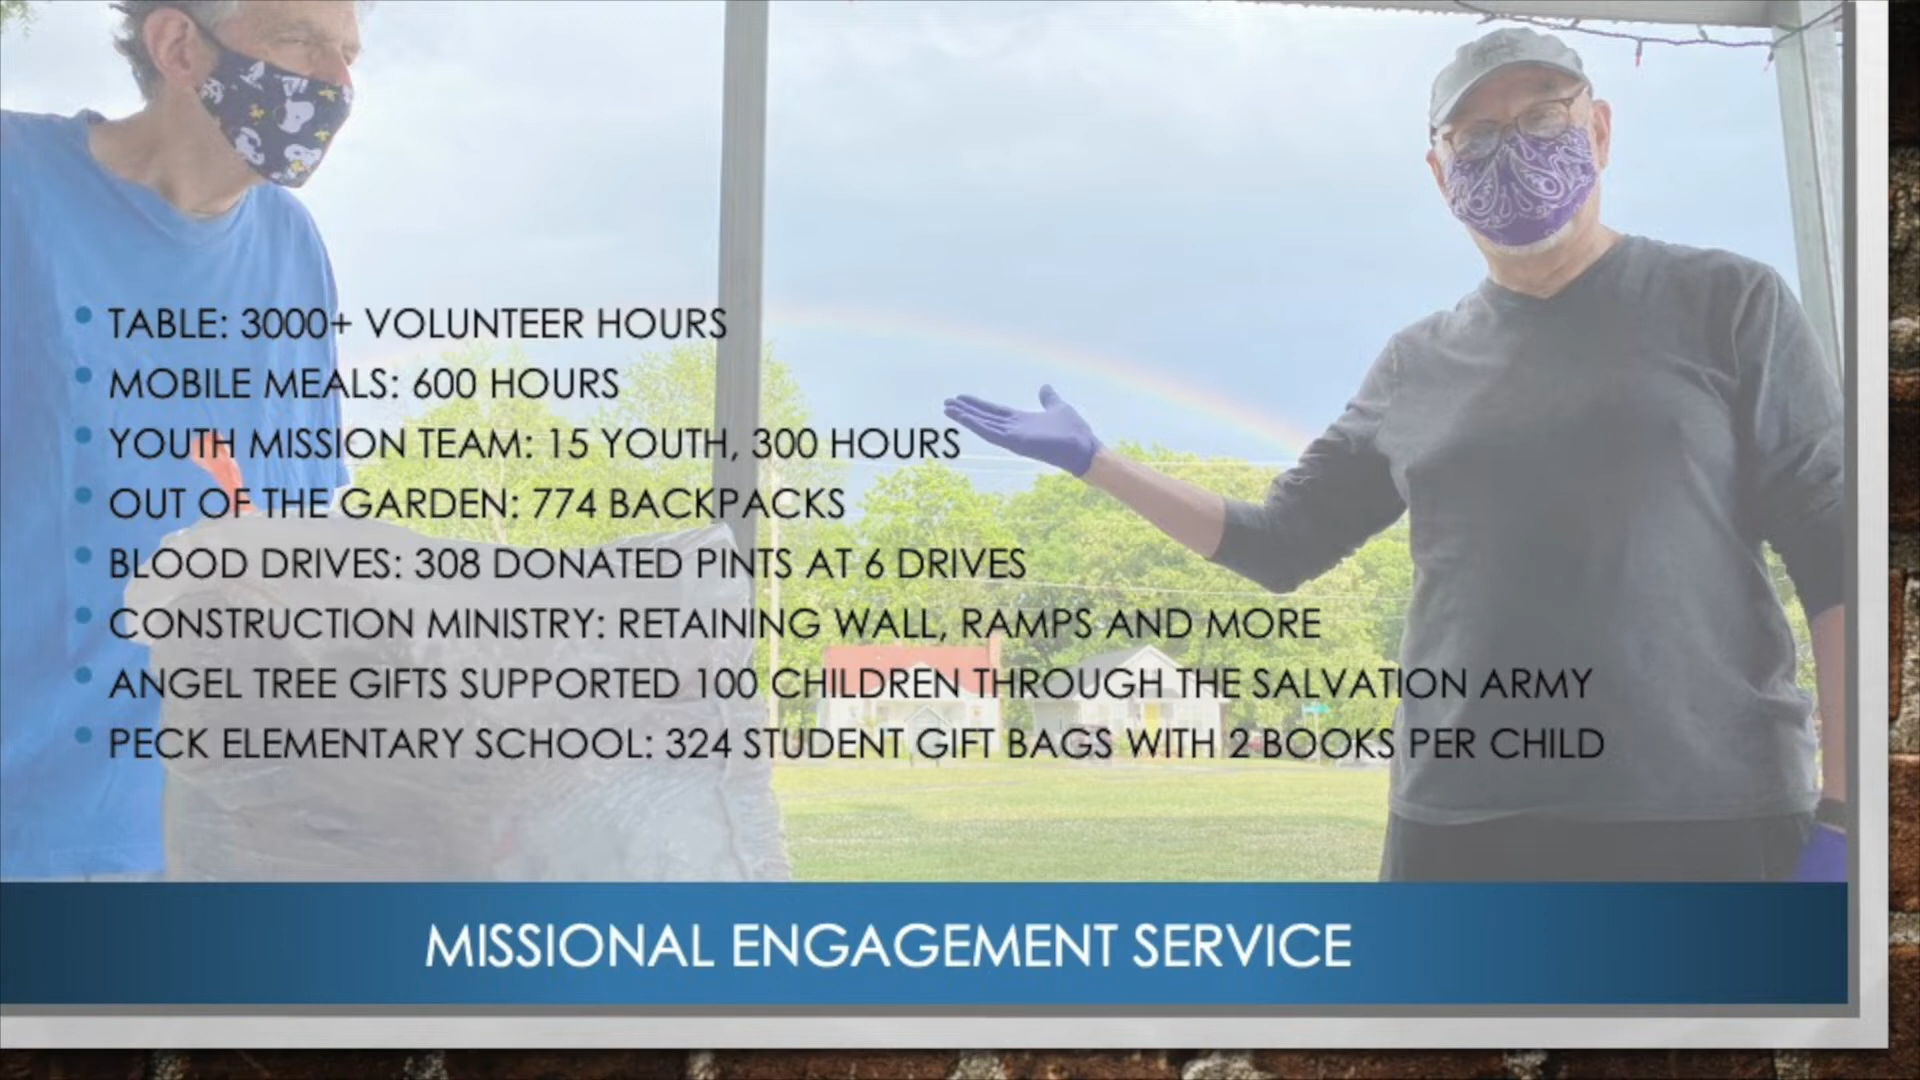 TABLE: 3000+ VOLUNTEER HOURS
MOBILE MEALS: 600 HOURS
YOUTH MISSION TEAM: 15 YOUTH, 300 HOURS
OUT OF THE GARDEN: 774 BACKPACKS
BLOOD DRIVES: 308 DONATED PINTS AT 6 DRIVES
CONSTRUCTION MINISTRY: RETAINING WALL, RAMPS AND MORE
ANGEL TREE GIFTS SUPPORTED 100 CHILDREN THROUGH THE SALVATION ARMY
PECK ELEMENTARY SCHOOL: 324 STUDENT GIFT BAGS WITH 2 BOOKS PER CHILD
MISSIONAL ENGAGEMENT SERVICE